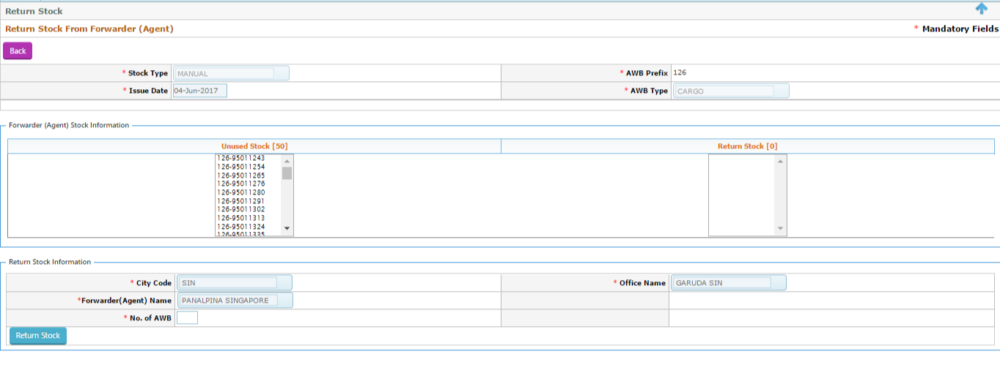 Return Stock
Return Stock From Forwarder (Agent) * Mandatory Fields
Back
* Stock Type MANUAL * AWB Prefix 126
* Issue Date 04-Jun-2017 * AWB Type CARGO
Forwarder (Agent) Stock Information
Unused Stock [50] Return Stock [0]
126-95011243
126-95011254
126-95011265
126-95011276
126-95011280
126-95011291
126-95011302
126-95011313
126-95011324
126-95011335
Return Stock Information
* City Code SIN * Office Name GARUDA SIN
*Forwarder(Agent) Name PANALPINA SINGAPORE
* No. of AWB
Return Stock